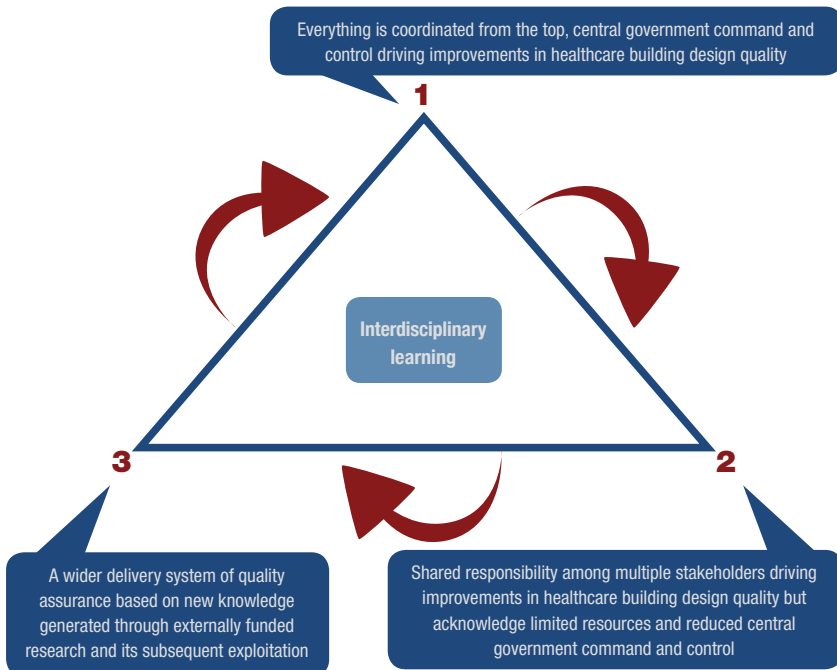 Everything is coordinated from the top, central government command and
control driving improvements in healthcare building design quality
1
Interdisciplinary
learning
3
2
A wider delivery system of quality
assurance based on new knowledge
generated through externally funded
research and its subsequent exploitation
Shared responsibility among multiple stakeholders driving
improvements in healthcare building design quality but
acknowledge limited resources and reduced central
government command and control